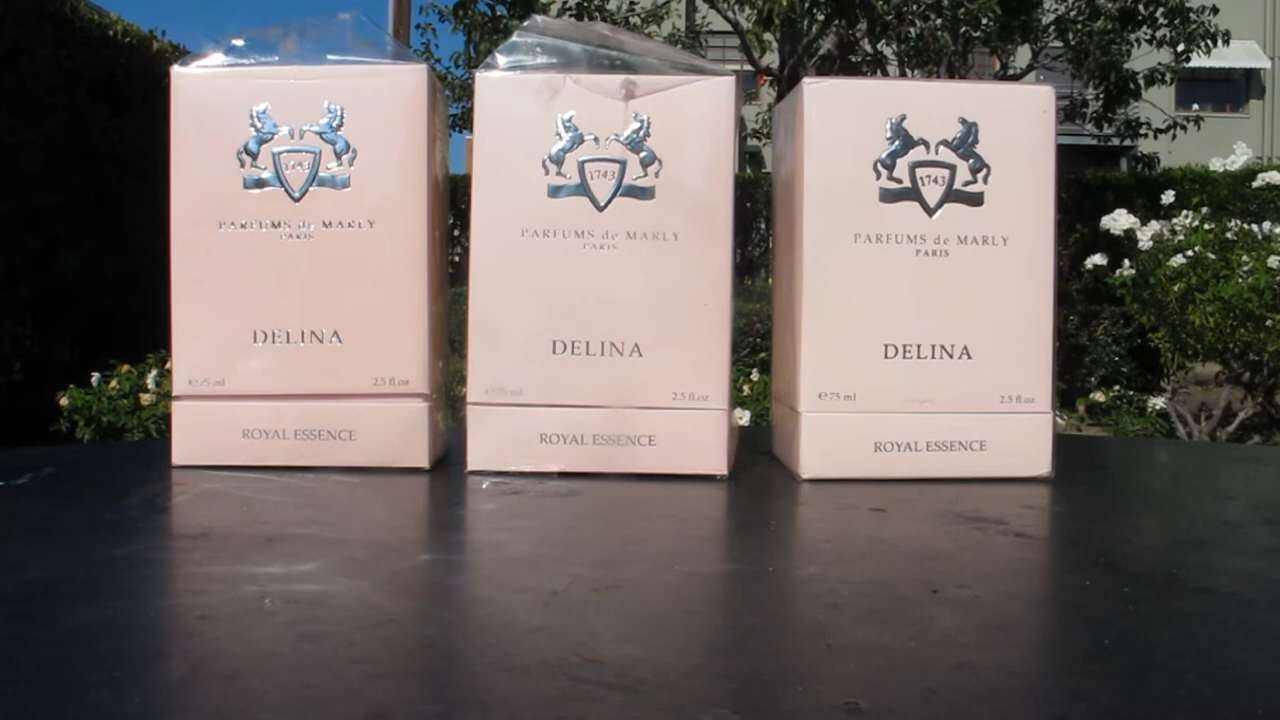 1743
PARFUMS de MARLY
PARIS
DELINA
℮75 ml 2.5 fl.oz
ROYAL ESSENCE
1743
PARFUMS de MARLY
PARIS
DELINA
℮75 ml 2.5 fl.oz
ROYAL ESSENCE
1743
PARFUMS de MARLY
PARIS
DELINA
℮75 ml 2.5 fl.oz
ROYAL ESSENCE